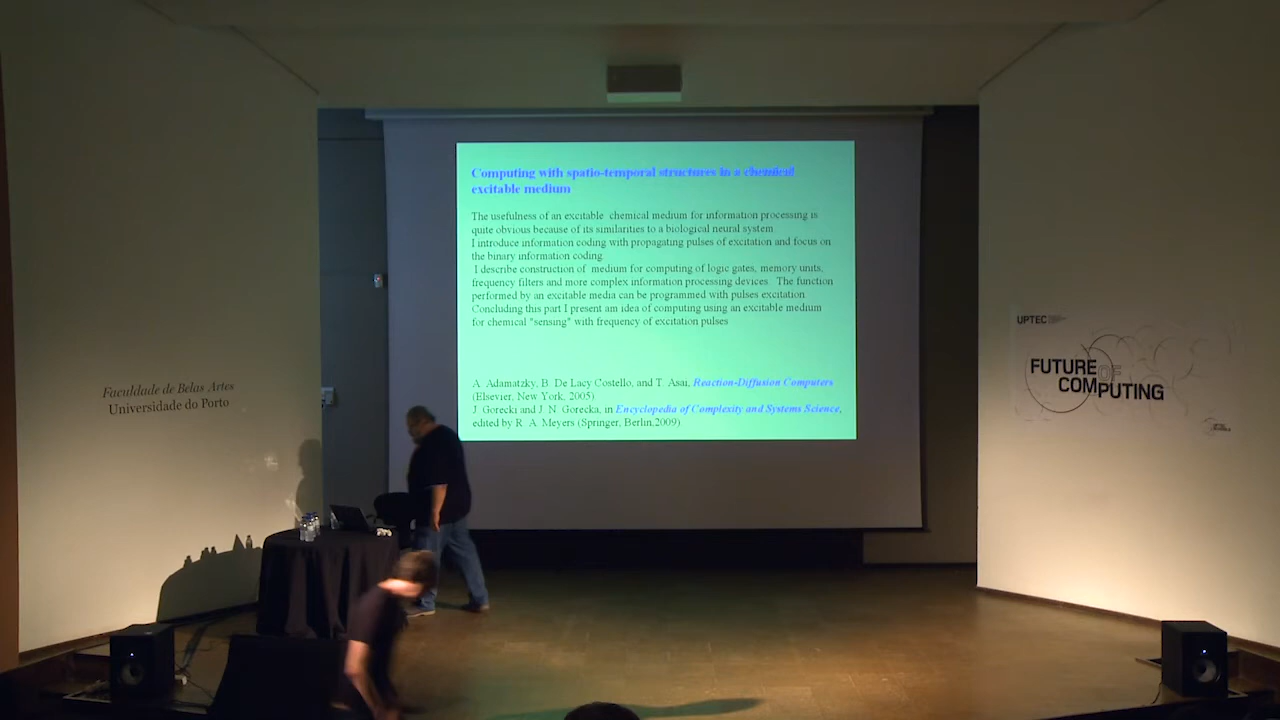 Computing with spatio-temporal structures in a chemical
excitable medium
The usefulness of an excitable chemical medium for information processing is
quite obvious because of its similarities to a biological neural system
I introduce information coding with propagating pulses of excitation and focus on
the binary information coding.
I describe construction of medium for computing of logic gates, memory units,
frequency filters and more complex information processing devices. The function
performed by an excitable media can be programmed with pulses excitation
Concluding this part I present am idea of computing using an excitable medium
for chemical "sensing" with frequency of excitation pulses
A. Adamatzky, B. De Lacy Costello, and T. Asai, Reaction-Diffusion Computers
(Elsevier, New York, 2005)
J. Gorecki and J. N. Gorecka, in Encyclopedia of Complexity and Systems Science,
edited by R. A. Meyers (Springer, Berlin,2009)
Faculdade de Belas Artes
Universidade do Porto
UPTEC
FUTURE OF
COMPUTING